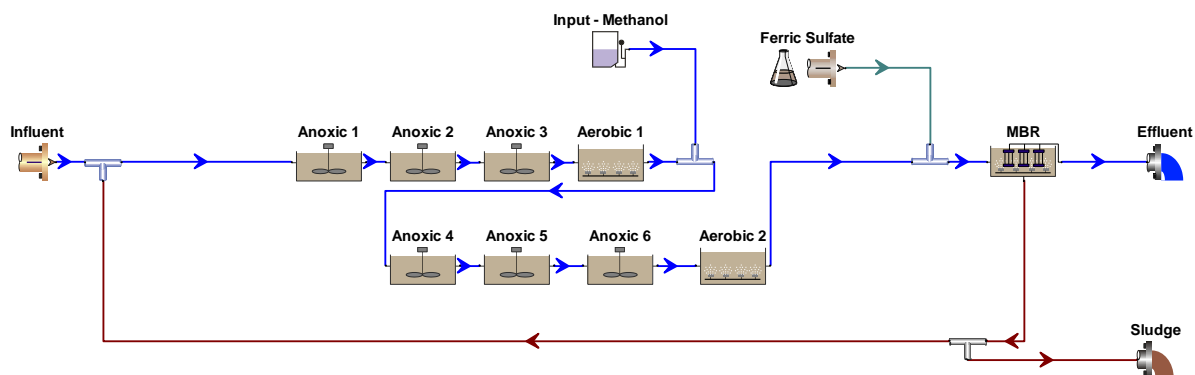 Input - Methanol
Ferric Sulfate
Influent
Anoxic 1
Anoxic 2
Anoxic 3
Aerobic 1
MBR
Effluent
Anoxic 4
Anoxic 5
Anoxic 6
Aerobic 2
Sludge